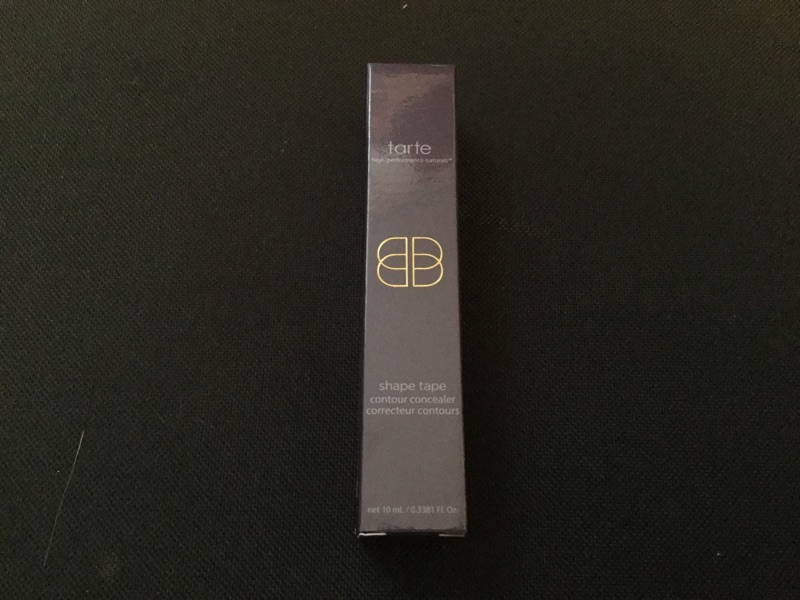 tarte
high-performance naturals™
shape tape
contour concealer
correcteur contours
net 10 mL / 0.3381 Fl. Oz.